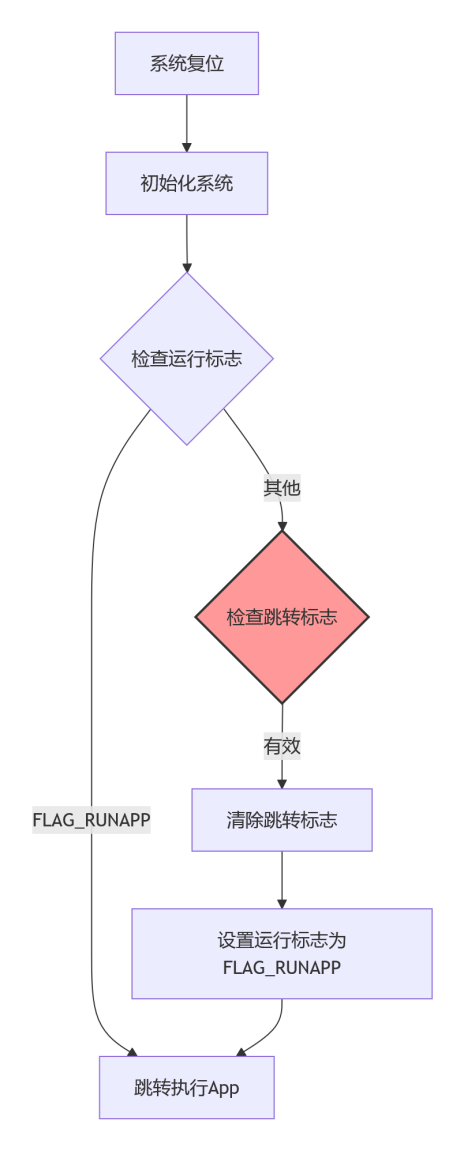 系统复位
初始化系统
检查运行标志
其他
检查跳转标志
有效
FLAG_RUNAPP
清除跳转标志
设置运行标志为
FLAG_RUNAPP
跳转执行App